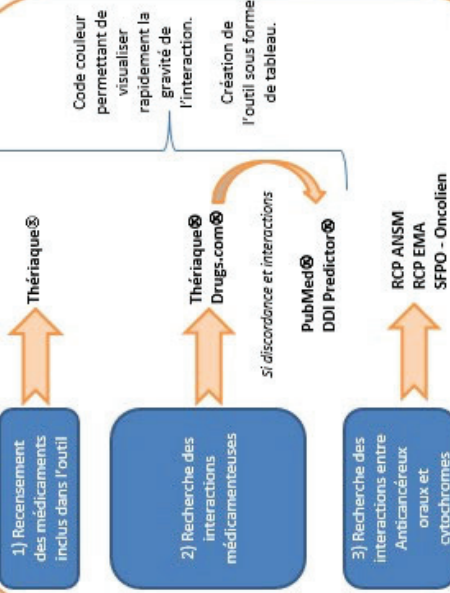 1) Recensement
des médicaments
inclus dans l'outil
Thériaque®
2) Recherche des
interactions
médicamenteuses
Thériaque®
Drugs.com®
Si discordance et interactions
PubMed®
DDI Predictor®
3) Recherche des
interactions entre
Anticancéreux
oraux et
cytochromes
RCP ANSM
RCP EMA
SFPO - Oncolien
Code couleur
permettant de
visualiser
rapidement la
gravité de
l'interaction.
Création de
l'outil sous forme
de tableau.